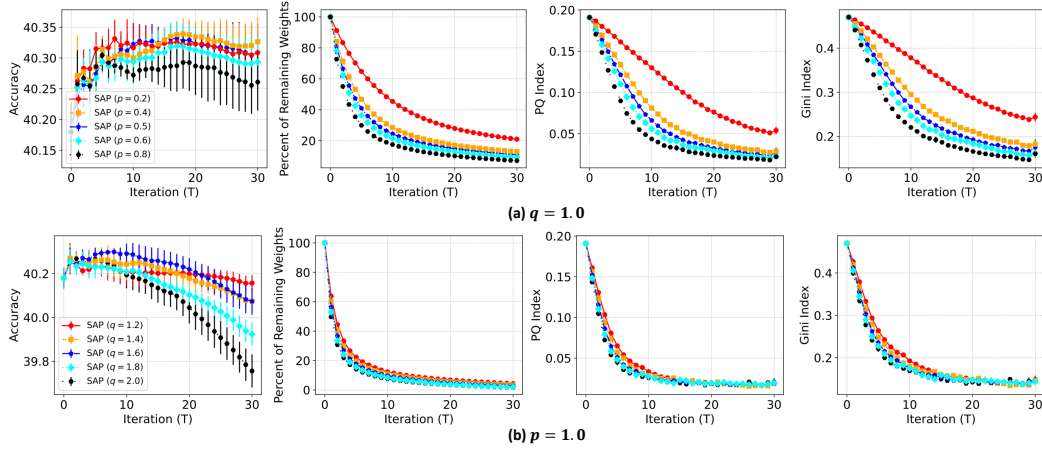 Accuracy
40.35
40.30
40.25
40.20
40.15
SAP (p = 0.2)
SAP (p = 0.4)
SAP (p = 0.5)
SAP (p = 0.6)
SAP (p = 0.8)
0 10 20 30
Iteration (T)
Percent of Remaining Weights
100
80
60
40
20
0 10 20 30
Iteration (T)
PQ Index
0.20
0.15
0.10
0.05
0 10 20 30
Iteration (T)
Gini Index
0.4
0.3
0.2
0 10 20 30
Iteration (T)
(a) q = 1.0
Accuracy
40.2
40.0
39.8
SAP (q = 1.2)
SAP (q = 1.4)
SAP (q = 1.6)
SAP (q = 1.8)
SAP (q = 2.0)
0 10 20 30
Iteration (T)
Percent of Remaining Weights
100
80
60
40
20
0
0 10 20 30
Iteration (T)
PQ Index
0.20
0.15
0.10
0.05
0 10 20 30
Iteration (T)
Gini Index
0.4
0.3
0.2
0 10 20 30
Iteration (T)
(b) p = 1.0